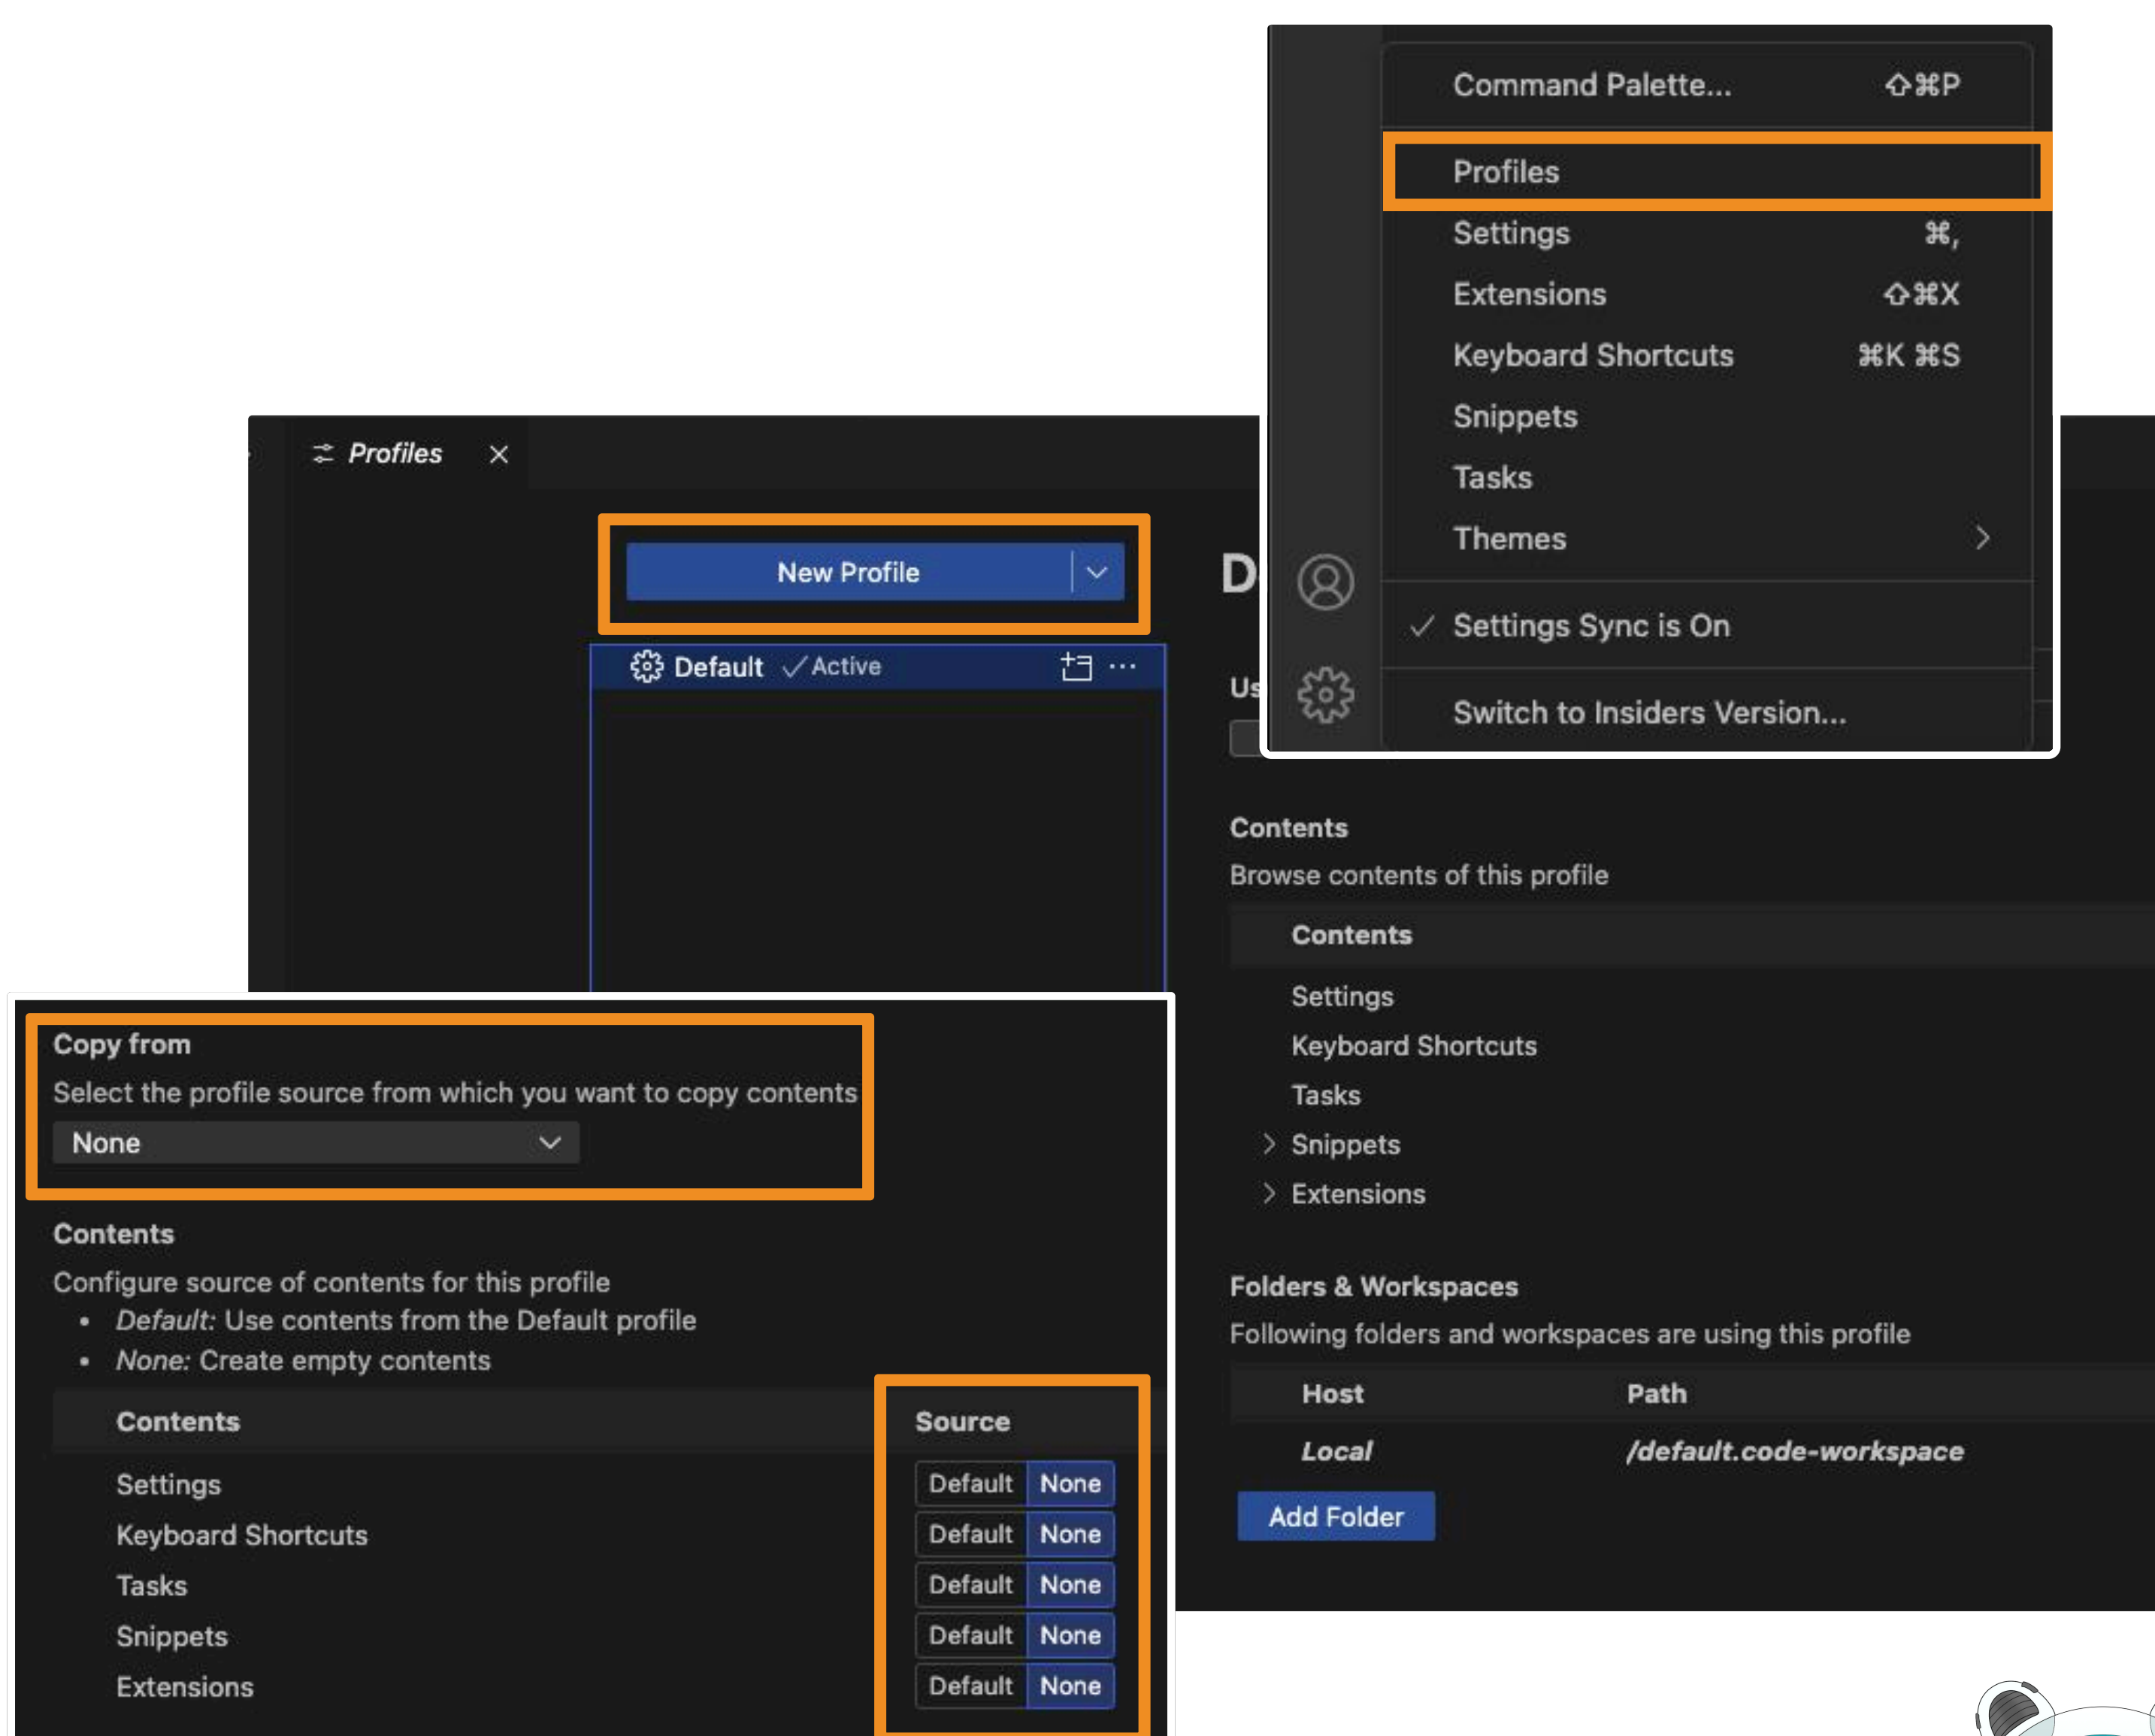 Command Palette... ⇧⌘P
Profiles
Settings ⌘,
Extensions ⇧⌘X
Keyboard Shortcuts ⌘K ⌘S
Snippets
Tasks
Themes
Settings Sync is On
Switch to Insiders Version...
Profiles
New Profile
Default Active
Contents
Browse contents of this profile
Contents
Settings
Keyboard Shortcuts
Tasks
Snippets
Extensions
Folders & Workspaces
Following folders and workspaces are using this profile
Host Path
Local /default.code-workspace
Add Folder
Copy from
Select the profile source from which you want to copy contents
None
Contents
Configure source of contents for this profile
• Default: Use contents from the Default profile
• None: Create empty contents
Contents Source
Settings Default None
Keyboard Shortcuts Default None
Tasks Default None
Snippets Default None
Extensions Default None